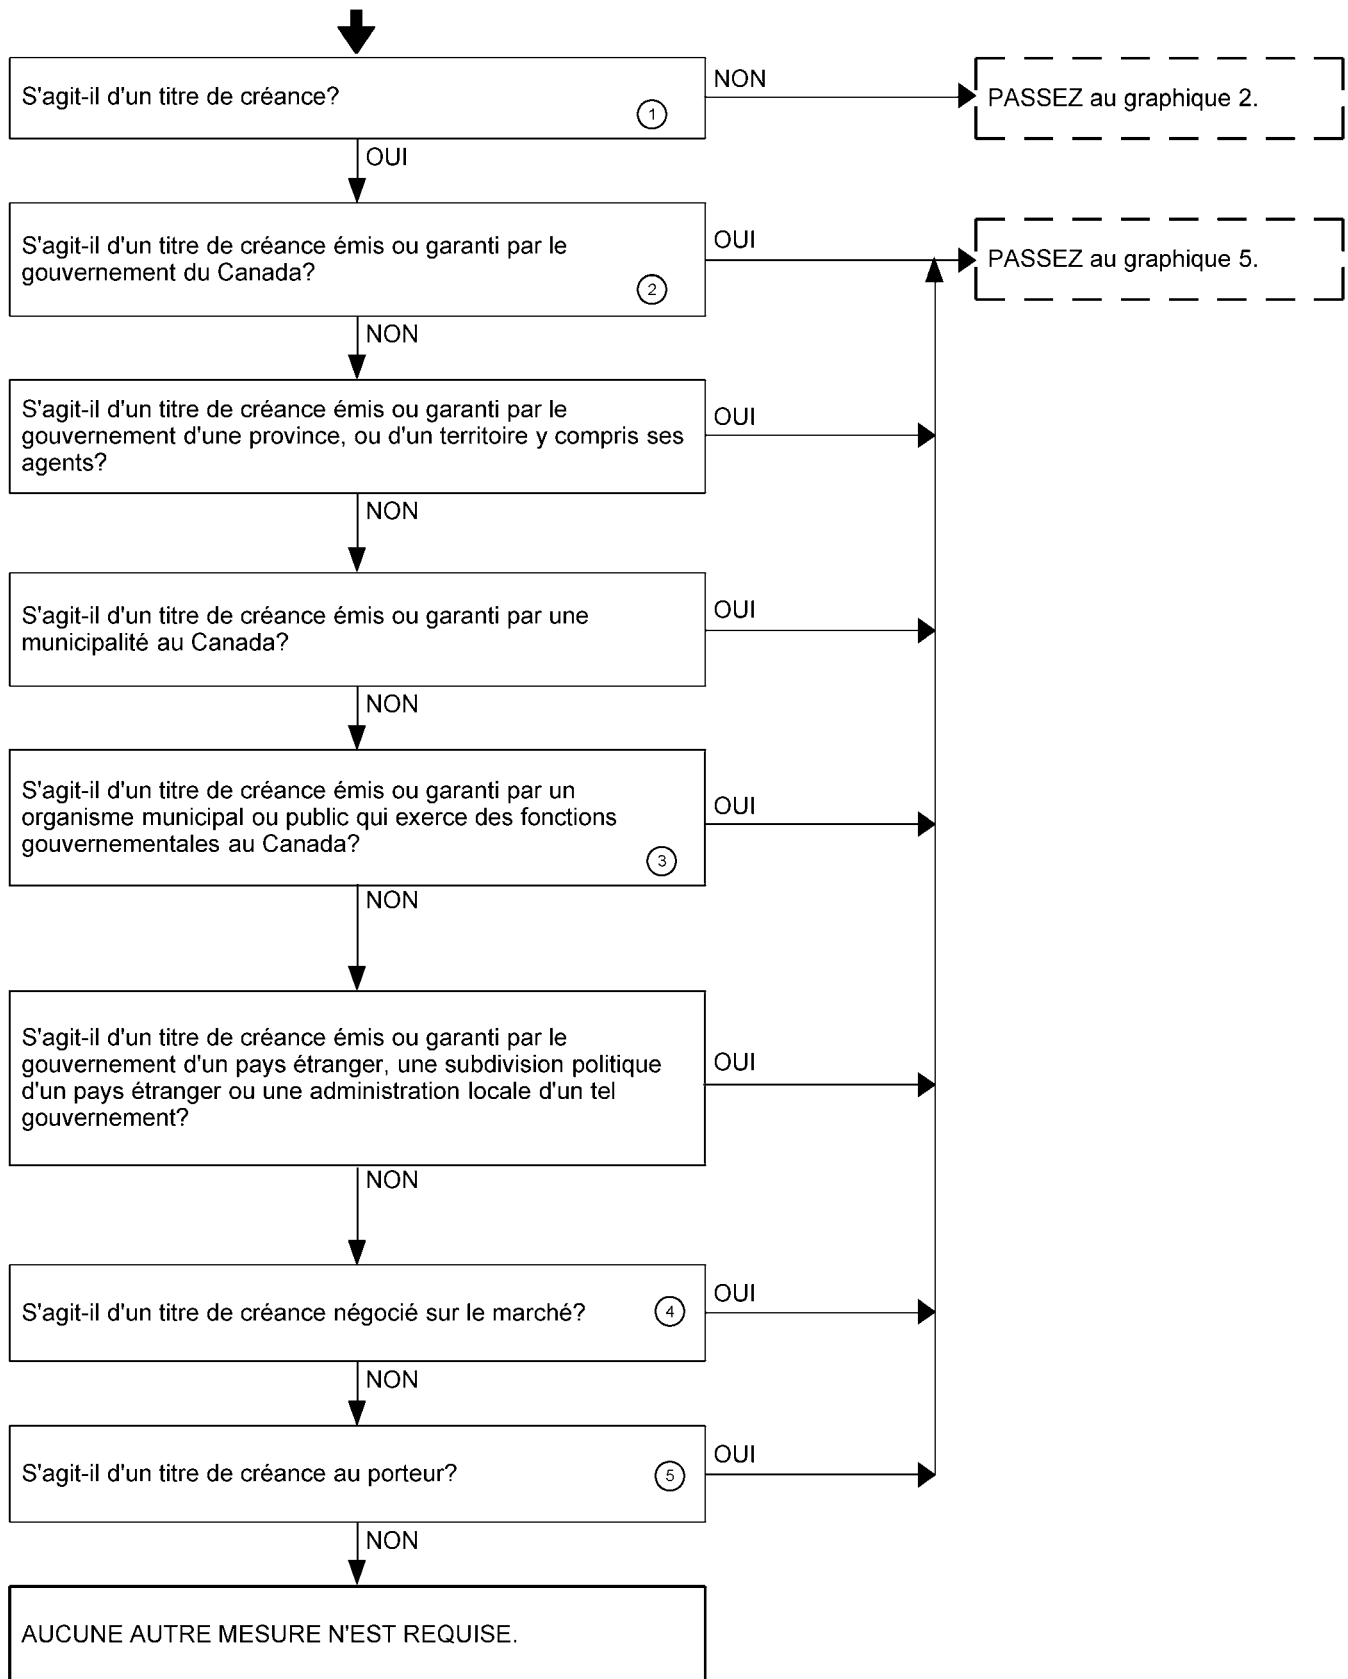 S'agit-il d'un titre de créance?
1
NON
PASSEZ au graphique 2.
OUI
S'agit-il d'un titre de créance émis ou garanti par le
gouvernement du Canada?
2
OUI
PASSEZ au graphique 5.
NON
S'agit-il d'un titre de créance émis ou garanti par le
gouvernement d'une province, ou d'un territoire y compris ses
agents?
OUI
NON
S'agit-il d'un titre de créance émis ou garanti par une
municipalité au Canada?
OUI
NON
S'agit-il d'un titre de créance émis ou garanti par un
organisme municipal ou public qui exerce des fonctions
gouvernementales au Canada?
3
OUI
NON
S'agit-il d'un titre de créance émis ou garanti par le
gouvernement d'un pays étranger, une subdivision politique
d'un pays étranger ou une administration locale d'un tel
gouvernement?
OUI
NON
S'agit-il d'un titre de créance négocié sur le marché?
4
OUI
NON
S'agit-il d'un titre de créance au porteur?
5
OUI
NON
AUCUNE AUTRE MESURE N'EST REQUISE.